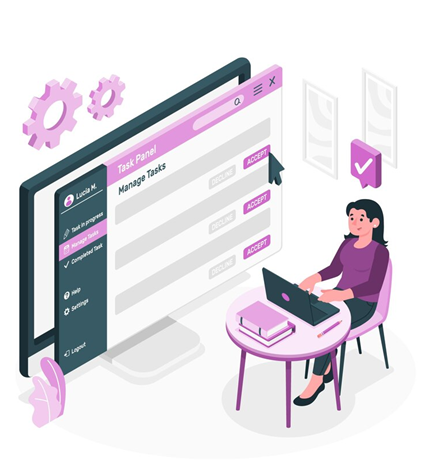 Task Panel
Manage Tasks
DECLINE ACCEPT
DECLINE ACCEPT
DECLINE ACCEPT
Lucia M.
Task in progress
Manage Tasks
Completed Task
Help
Settings
Logout